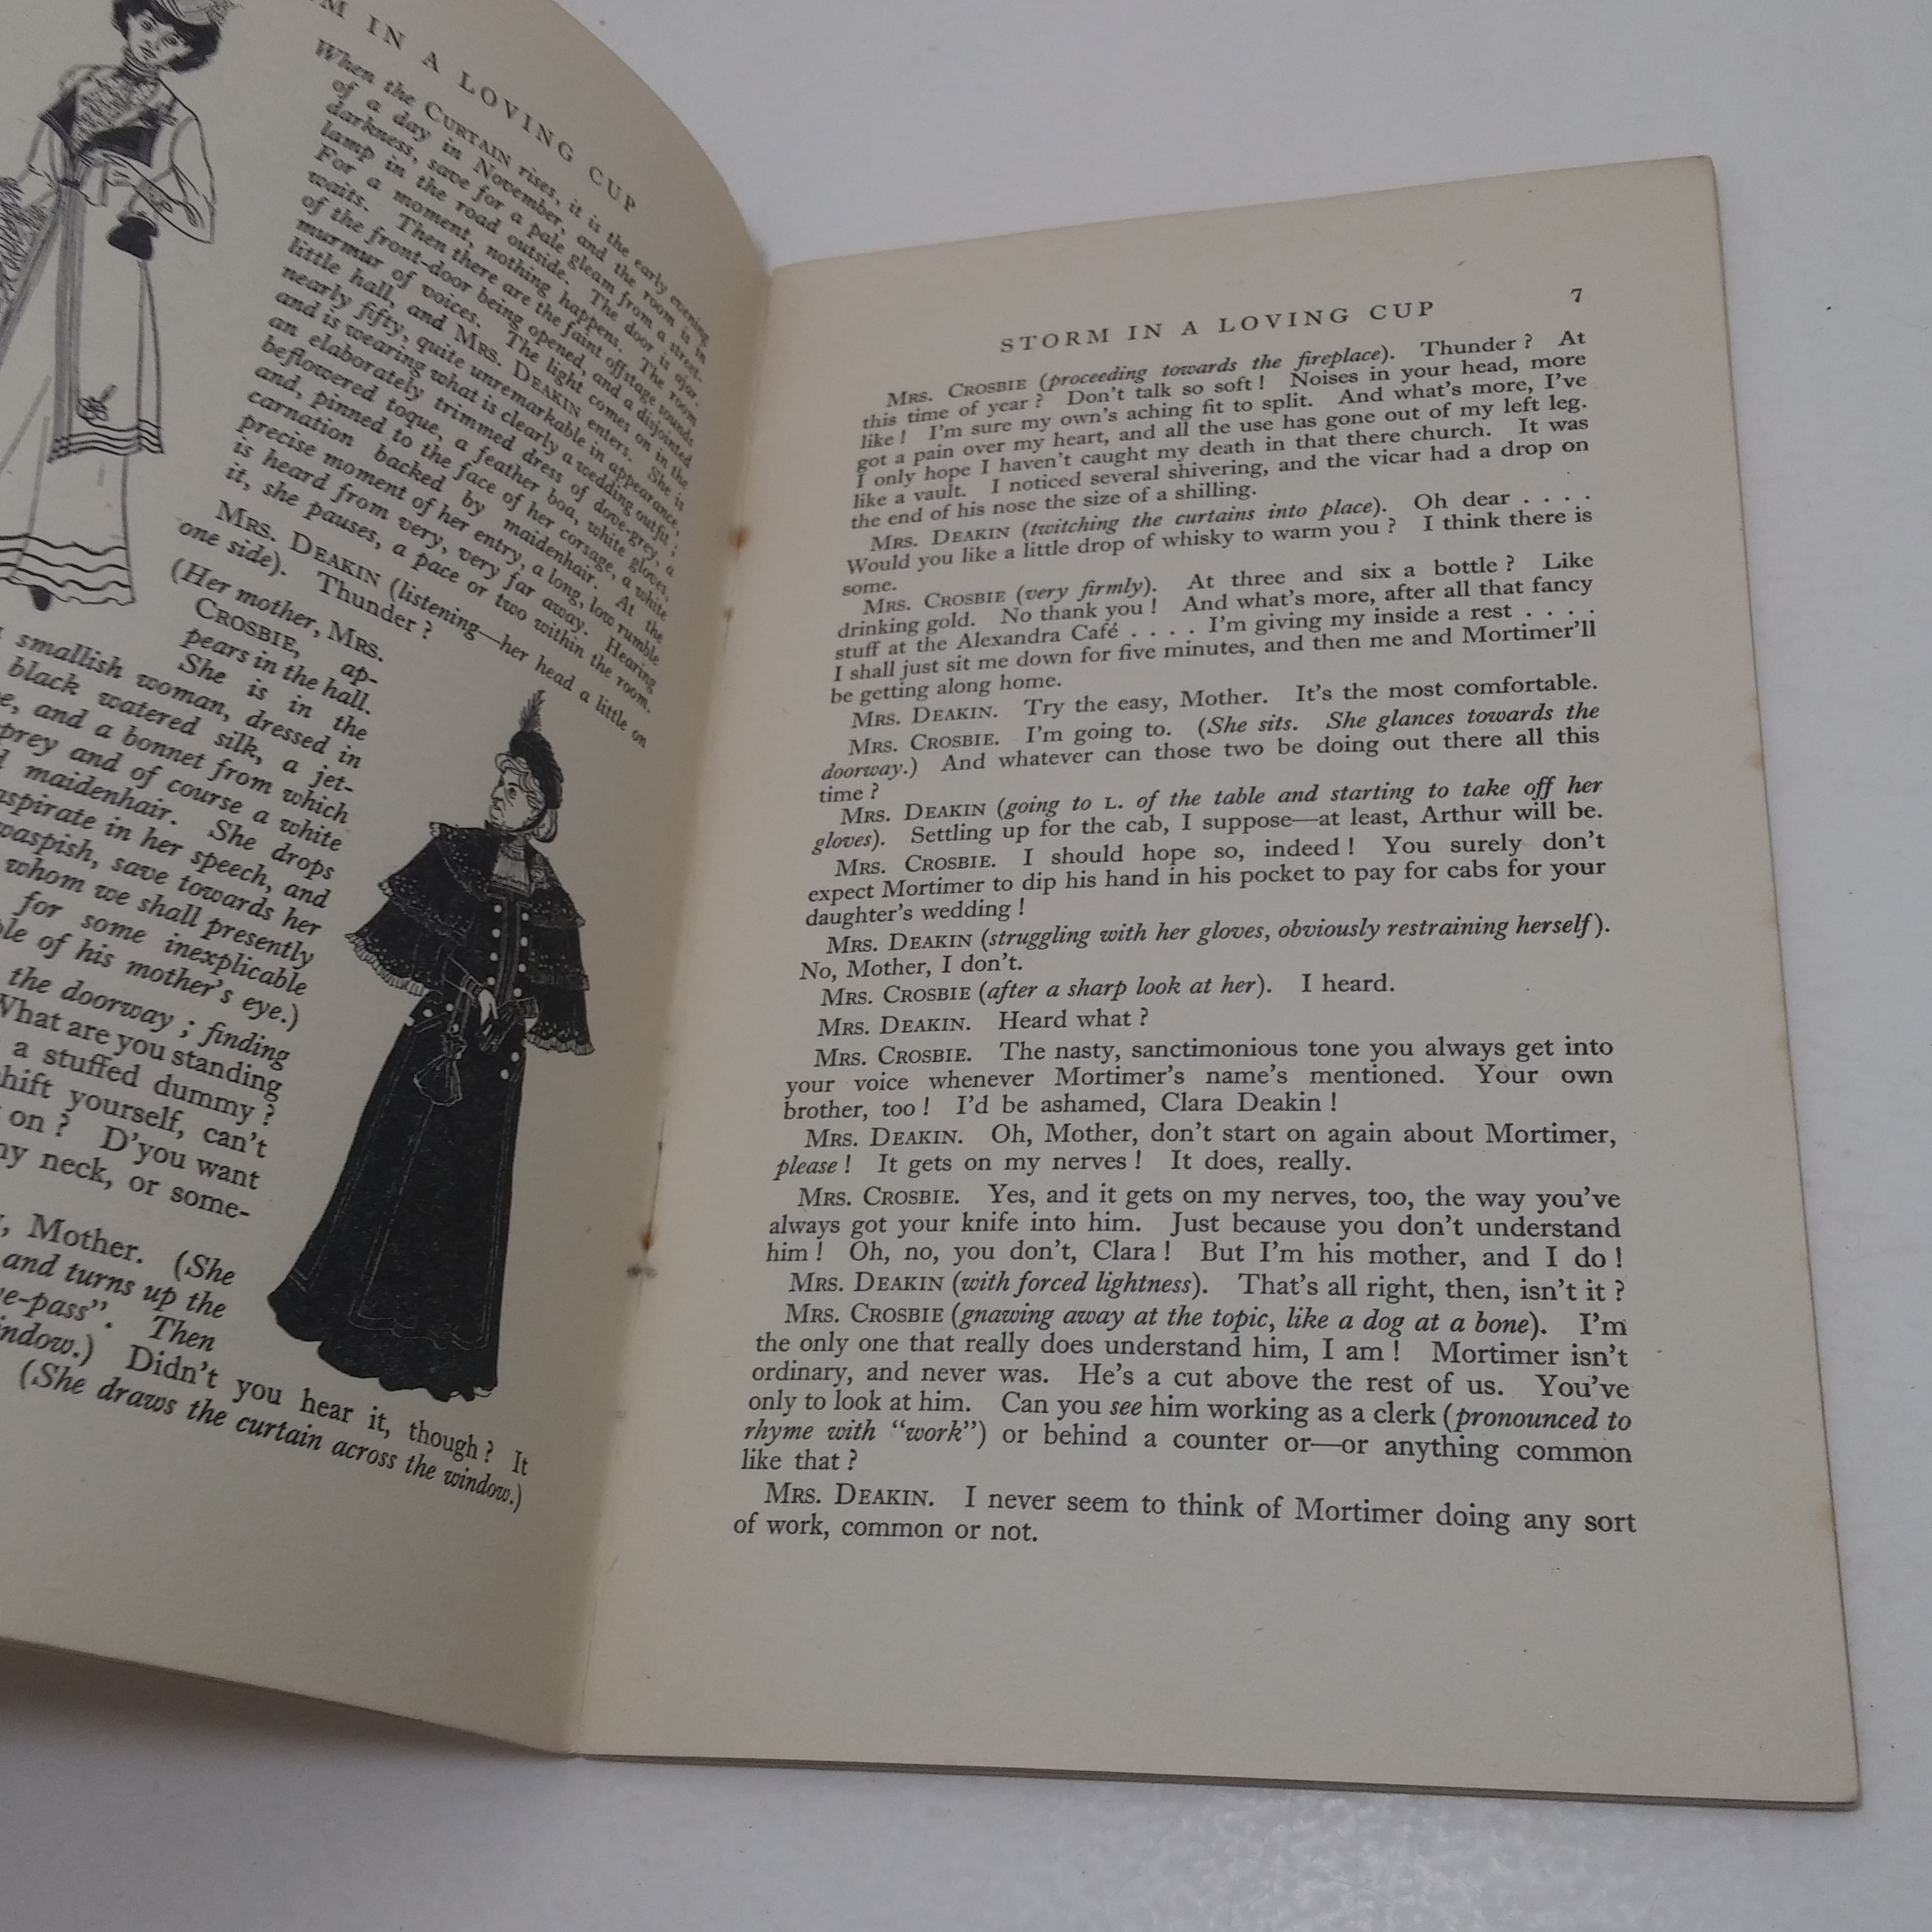 M IN A LOVING CUP
When the CURTAIN rises, it is the early evening
of a day in November, and the room is in
darkness, save for a pale gleam from a street-
lamp in the road outside. The door is ajar.
For a moment, nothing happens. The room
waits. Then there are the faint offstage sounds
of the front-door being opened, and a disjointed
murmur of voices. The light comes on in the
little hall, and MRS. DEAKIN enters. She is
nearly fifty, quite unremarkable in appearance,
and is wearing what is clearly a wedding outfit ;
an elaborately trimmed dress of dove-grey, a
beflowered toque, a feather boa, white gloves,
and, pinned to the face of her corsage, a white
carnation backed by maidenhair. At the
precise moment of her entry, a long, low rumble
is heard from very, very far away. Hearing
it, she pauses, a pace or two within the room.
MRS. DEAKIN (listening—her head a little on
one side). Thunder ?
(Her mother, MRS.
CROSBIE, ap-
pears in the hall.
She is in the
smallish woman, dressed in
black watered silk, a jet-
e, and a bonnet from which
prey and of course a white
maidenhair. She drops
aspirate in her speech, and
waspish, save towards her
whom we shall presently
for some inexplicable
le of his mother's eye.)
the doorway ; finding
What are you standing
a stuffed dummy ?
hift yourself, can't
on ? D'you want
ny neck, or some-
, Mother. (She
and turns up the
e-pass". Then
indow.) Didn't you hear it, though ? It
(She draws the curtain across the window.)
STORM IN A LOVING CUP 7
MRS. CROSBIE (proceeding towards the fireplace). Thunder ? At
this time of year ? Don't talk so soft ! Noises in your head, more
like ! I'm sure my own's aching fit to split. And what's more, I've
got a pain over my heart, and all the use has gone out of my left leg.
I only hope I haven't caught my death in that there church. It was
like a vault. I noticed several shivering, and the vicar had a drop on
the end of his nose the size of a shilling.
MRS. DEAKIN (twitching the curtains into place). Oh dear . . . .
Would you like a little drop of whisky to warm you ? I think there is
some.
MRS. CROSBIE (very firmly). At three and six a bottle ? Like
drinking gold. No thank you ! And what's more, after all that fancy
stuff at the Alexandra Café . . . . I'm giving my inside a rest . . . .
I shall just sit me down for five minutes, and then me and Mortimer'll
be getting along home.
MRS. DEAKIN. Try the easy, Mother. It's the most comfortable.
MRS. CROSBIE. I'm going to. (She sits. She glances towards the
doorway.) And whatever can those two be doing out there all this
time ?
MRS. DEAKIN (going to L. of the table and starting to take off her
gloves). Settling up for the cab, I suppose—at least, Arthur will be.
MRS. CROSBIE. I should hope so, indeed ! You surely don't
expect Mortimer to dip his hand in his pocket to pay for cabs for your
daughter's wedding !
MRS. DEAKIN (struggling with her gloves, obviously restraining herself).
No, Mother, I don't.
MRS. CROSBIE (after a sharp look at her). I heard.
MRS. DEAKIN. Heard what ?
MRS. CROSBIE. The nasty, sanctimonious tone you always get into
your voice whenever Mortimer's name's mentioned. Your own
brother, too ! I'd be ashamed, Clara Deakin !
MRS. DEAKIN. Oh, Mother, don't start on again about Mortimer,
please ! It gets on my nerves ! It does, really.
MRS. CROSBIE. Yes, and it gets on my nerves, too, the way you've
always got your knife into him. Just because you don't understand
him ! Oh, no, you don't, Clara ! But I'm his mother, and I do !
MRS. DEAKIN (with forced lightness). That's all right, then, isn't it ?
MRS. CROSBIE (gnawing away at the topic, like a dog at a bone). I'm
the only one that really does understand him, I am ! Mortimer isn't
ordinary, and never was. He's a cut above the rest of us. You've
only to look at him. Can you see him working as a clerk (pronounced to
rhyme with "work") or behind a counter or—or anything common
like that ?
MRS. DEAKIN. I never seem to think of Mortimer doing any sort
of work, common or not.